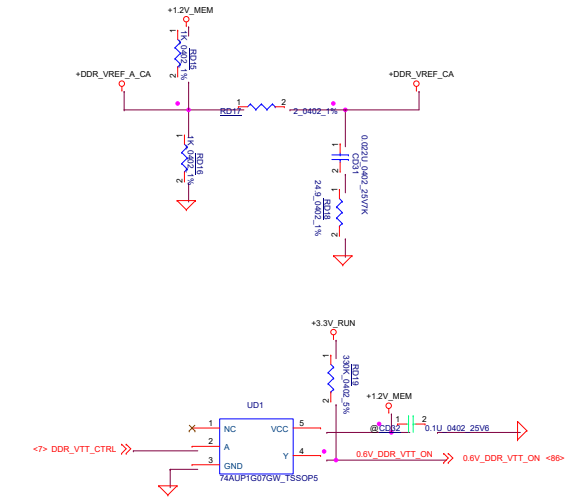 +1.2V_MEM
1
RD15
1K_0402_1%
2
+DDR_VREF_A_CA
+DDR_VREF_CA
RD17
1
2
2_0402_1%
1
RD16
1K_0402_1%
2
1
CD31
0.022U_0402_25V7K
2
1
RD18
24.9_0402_1%
2
+3.3V_RUN
1
RD19
330K_0402_5%
2
+1.2V_MEM
UD1
@CD32
1
2
0.1U_0402_25V6
1
NC
VCC
5
<7> DDR_VTT_CTRL
2
A
3
GND
Y
4
0.6V_DDR_VTT_ON
0.6V_DDR_VTT_ON <86>
74AUP1G07GW_TSSOP5